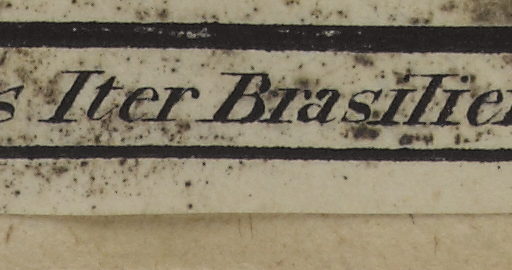 s Iter Brasilien